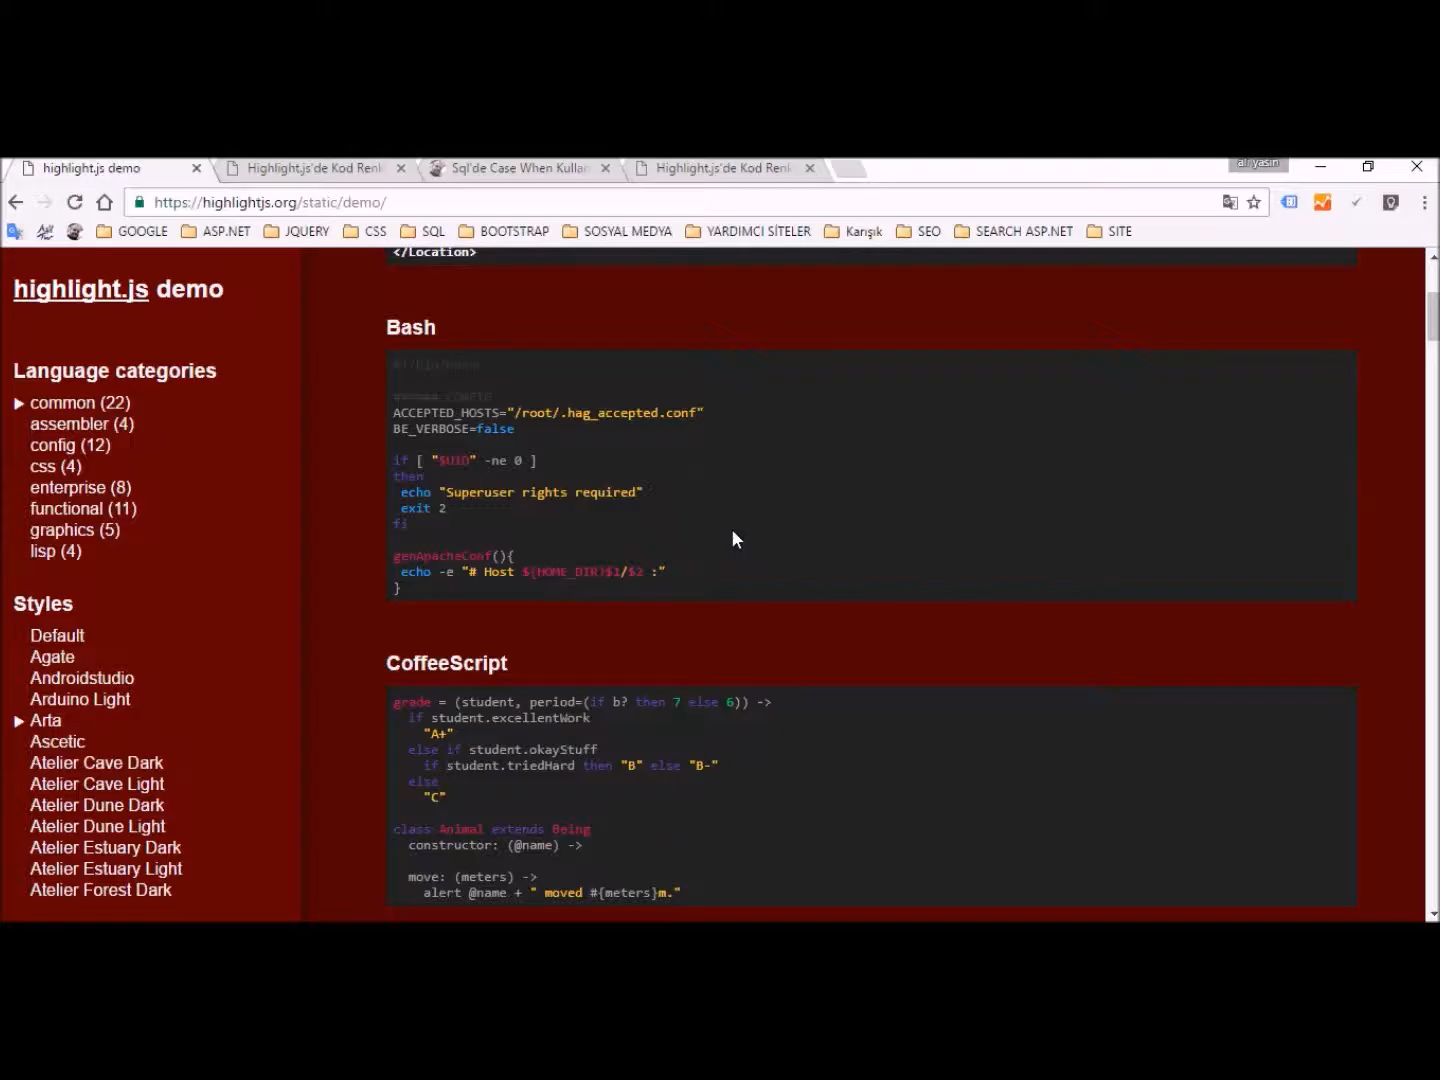 highlight.js demo
Highlight.js'de Kod Renk
Sql'de Case When Kullan
Highlight.js'de Kod Renk
ali yasin
https://highlightjs.org/static/demo/
GOOGLE
ASP.NET
JQUERY
CSS
SQL
BOOTSTRAP
SOSYAL MEDYA
YARDIMCI SİTELER
Karışık
SEO
SEARCH ASP.NET
SITE
highlight.js demo
Language categories
common (22)
assembler (4)
config (12)
css (4)
enterprise (8)
functional (11)
graphics (5)
lisp (4)
Styles
Default
Agate
Androidstudio
Arduino Light
Arta
Ascetic
Atelier Cave Dark
Atelier Cave Light
Atelier Dune Dark
Atelier Dune Light
Atelier Estuary Dark
Atelier Estuary Light
Atelier Forest Dark
</Location>
Bash
#!/bin/bash
###### CONFIG
ACCEPTED_HOSTS="/root/.hag_accepted.conf"
BE_VERBOSE=false
if [ "$UID" -ne 0 ]
then
echo "Superuser rights required"
exit 2
fi
genApacheConf(){
echo -e "# Host ${HOME_DIR}$1/$2 :"
}
CoffeeScript
grade = (student, period=(if b? then 7 else 6)) ->
if student.excellentWork
"A+"
else if student.okayStuff
if student.triedHard then "B" else "B-"
else
"C"
class Animal extends Being
constructor: (@name) ->
move: (meters) ->
alert @name + " moved #{meters}m."